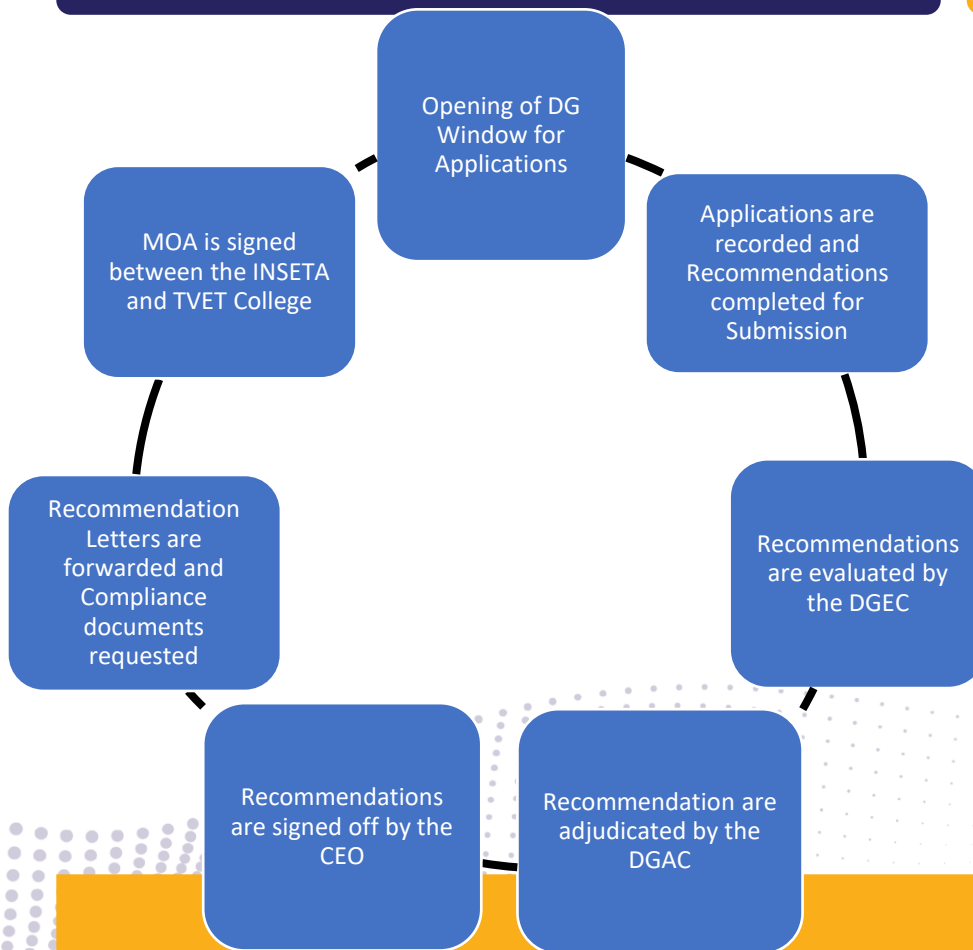 Opening of DG
Window for
Applications
Applications are
recorded and
Recommendations
completed for
Submission
Recommendations
are evaluated by
the DGEC
Recommendation are
adjudicated by the
DGAC
Recommendations
are signed off by the
CEO
Recommendation
Letters are
forwarded and
Compliance
documents
requested
MOA is signed
between the INSETA
and TVET College